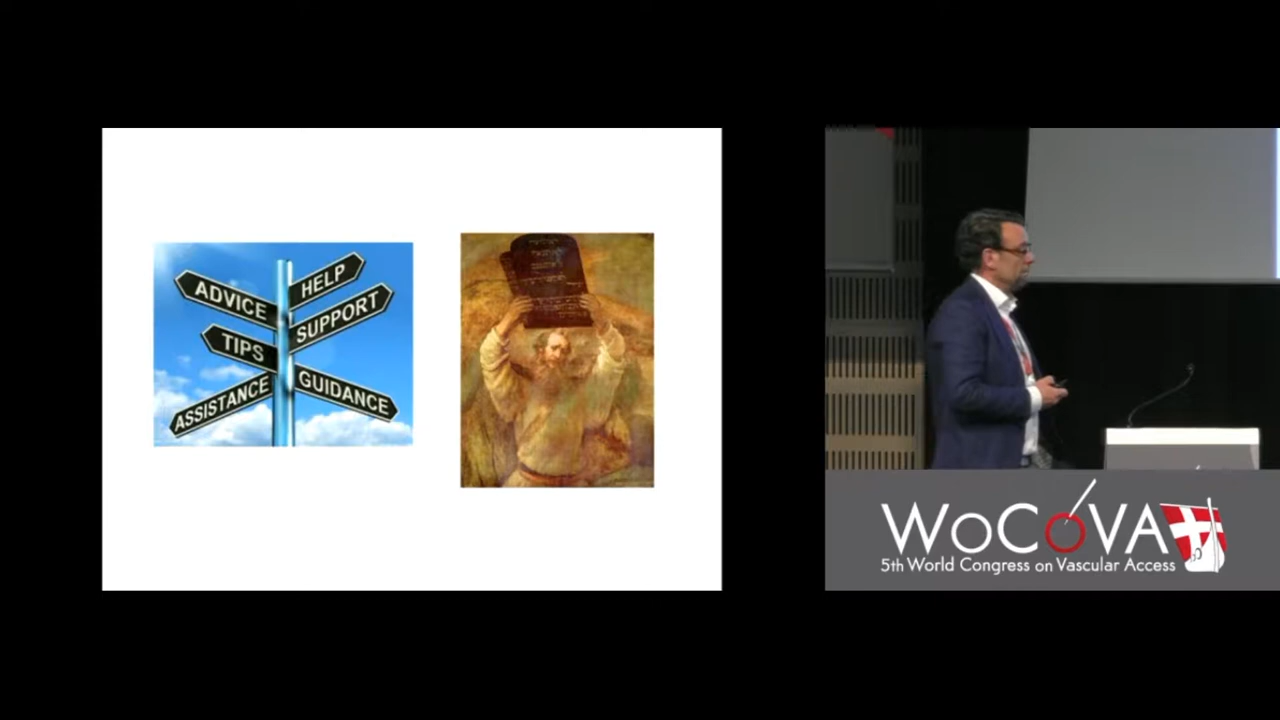 ADVICE
HELP
SUPPORT
TIPS
GUIDANCE
ASSISTANCE
WoCoVA
5th World Congress on Vascular Access